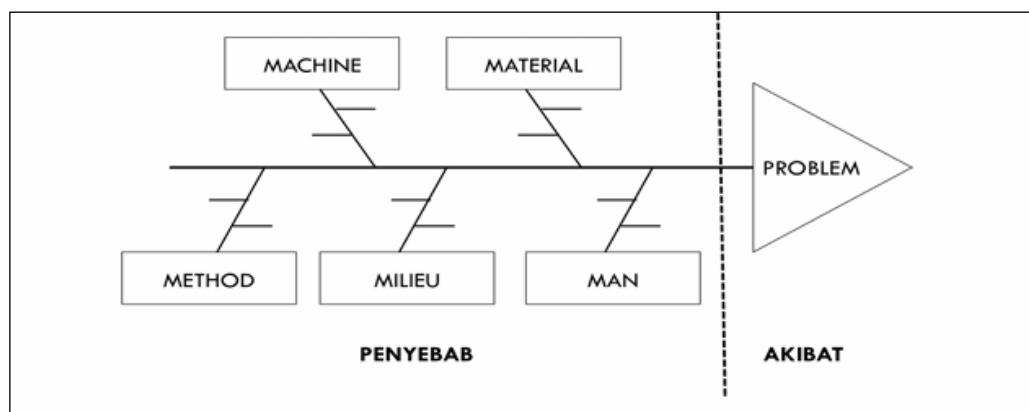 MACHINE
MATERIAL
PROBLEM
METHOD
MILIEU
MAN
PENYEBAB
AKIBAT